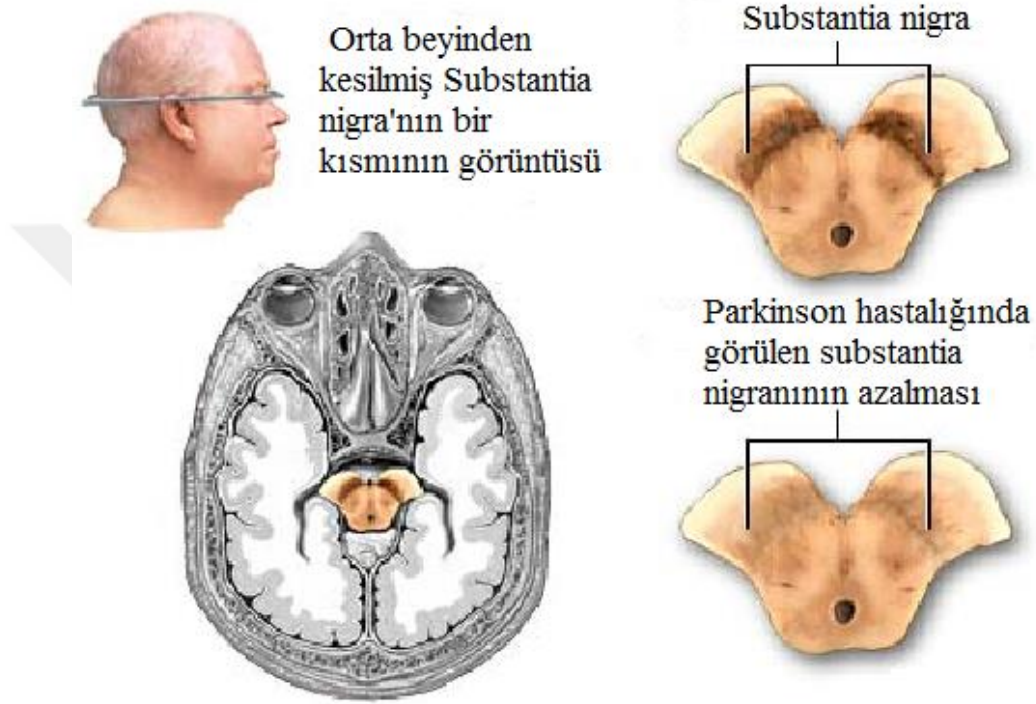 Orta beyinden
kesilmiş Substantia
nigra'nın bir
kısmının görüntüsü
Substantia nigra
Parkinson hastalığında
görülen substantia
nigranının azalması